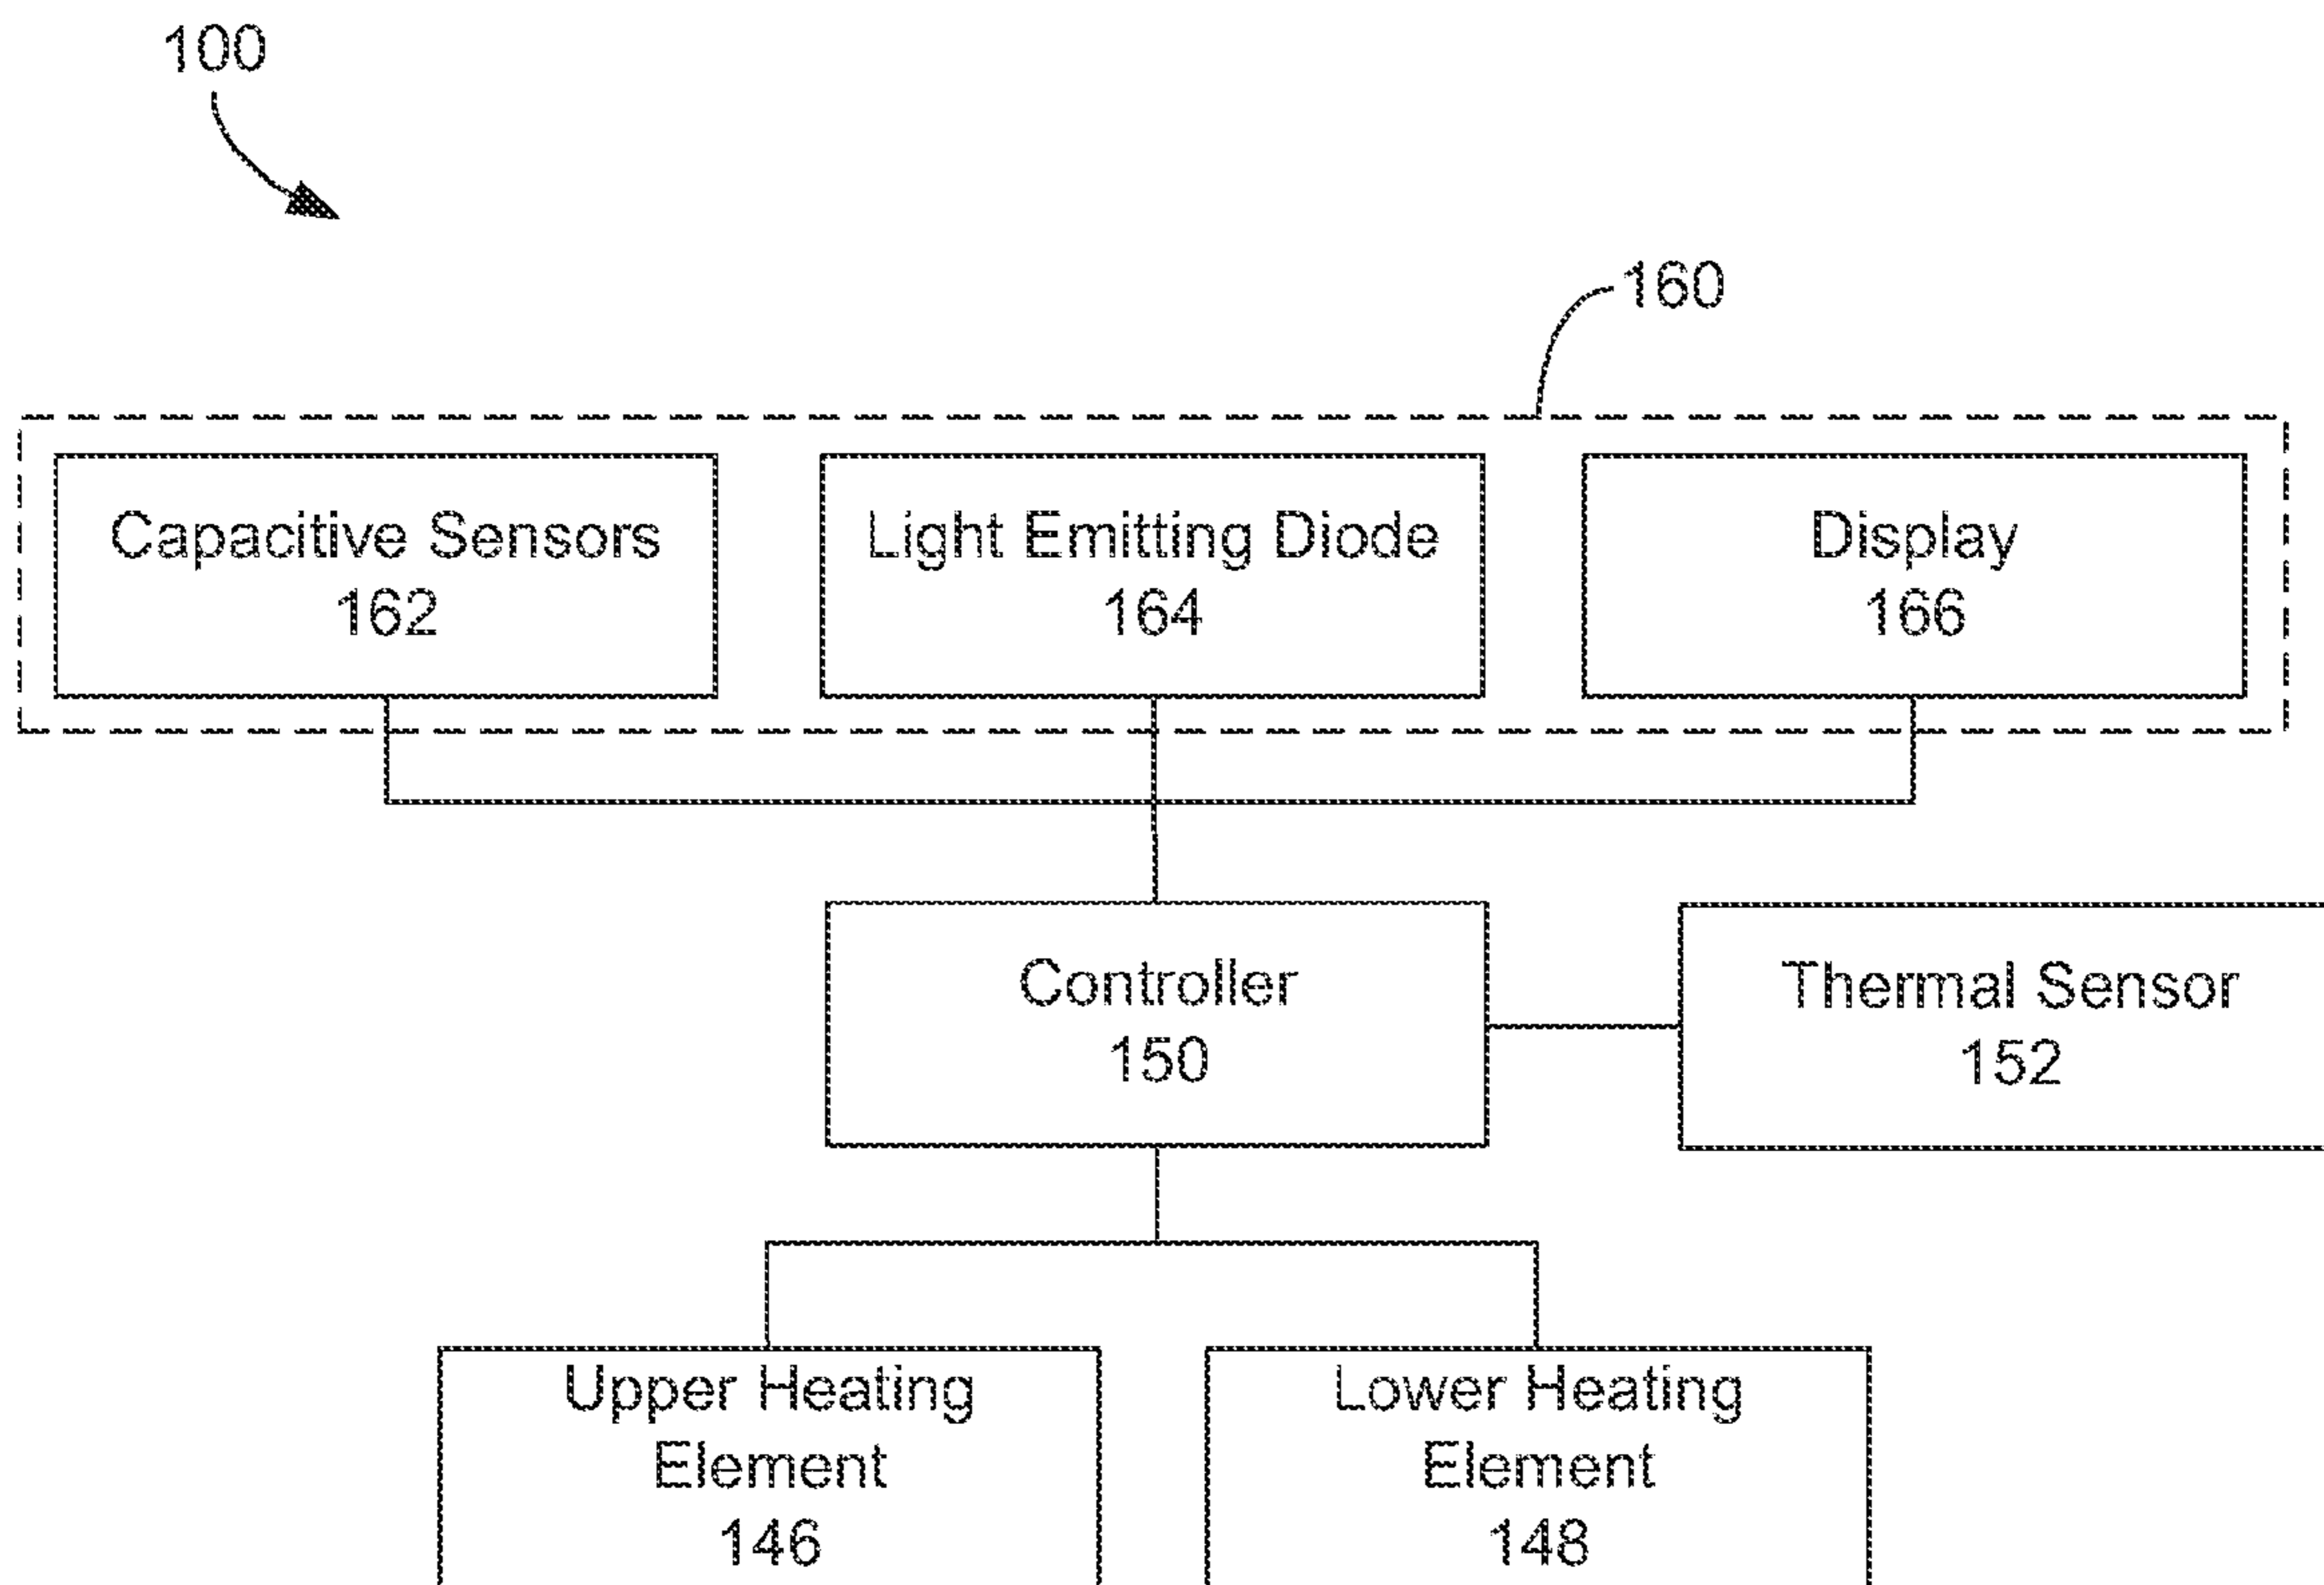 100
160
Capacitive Sensors
162
Light Emitting Diode
164
Display
166
Controller
150
Thermal Sensor
152
Upper Heating
Element
146
Lower Heating
Element
148